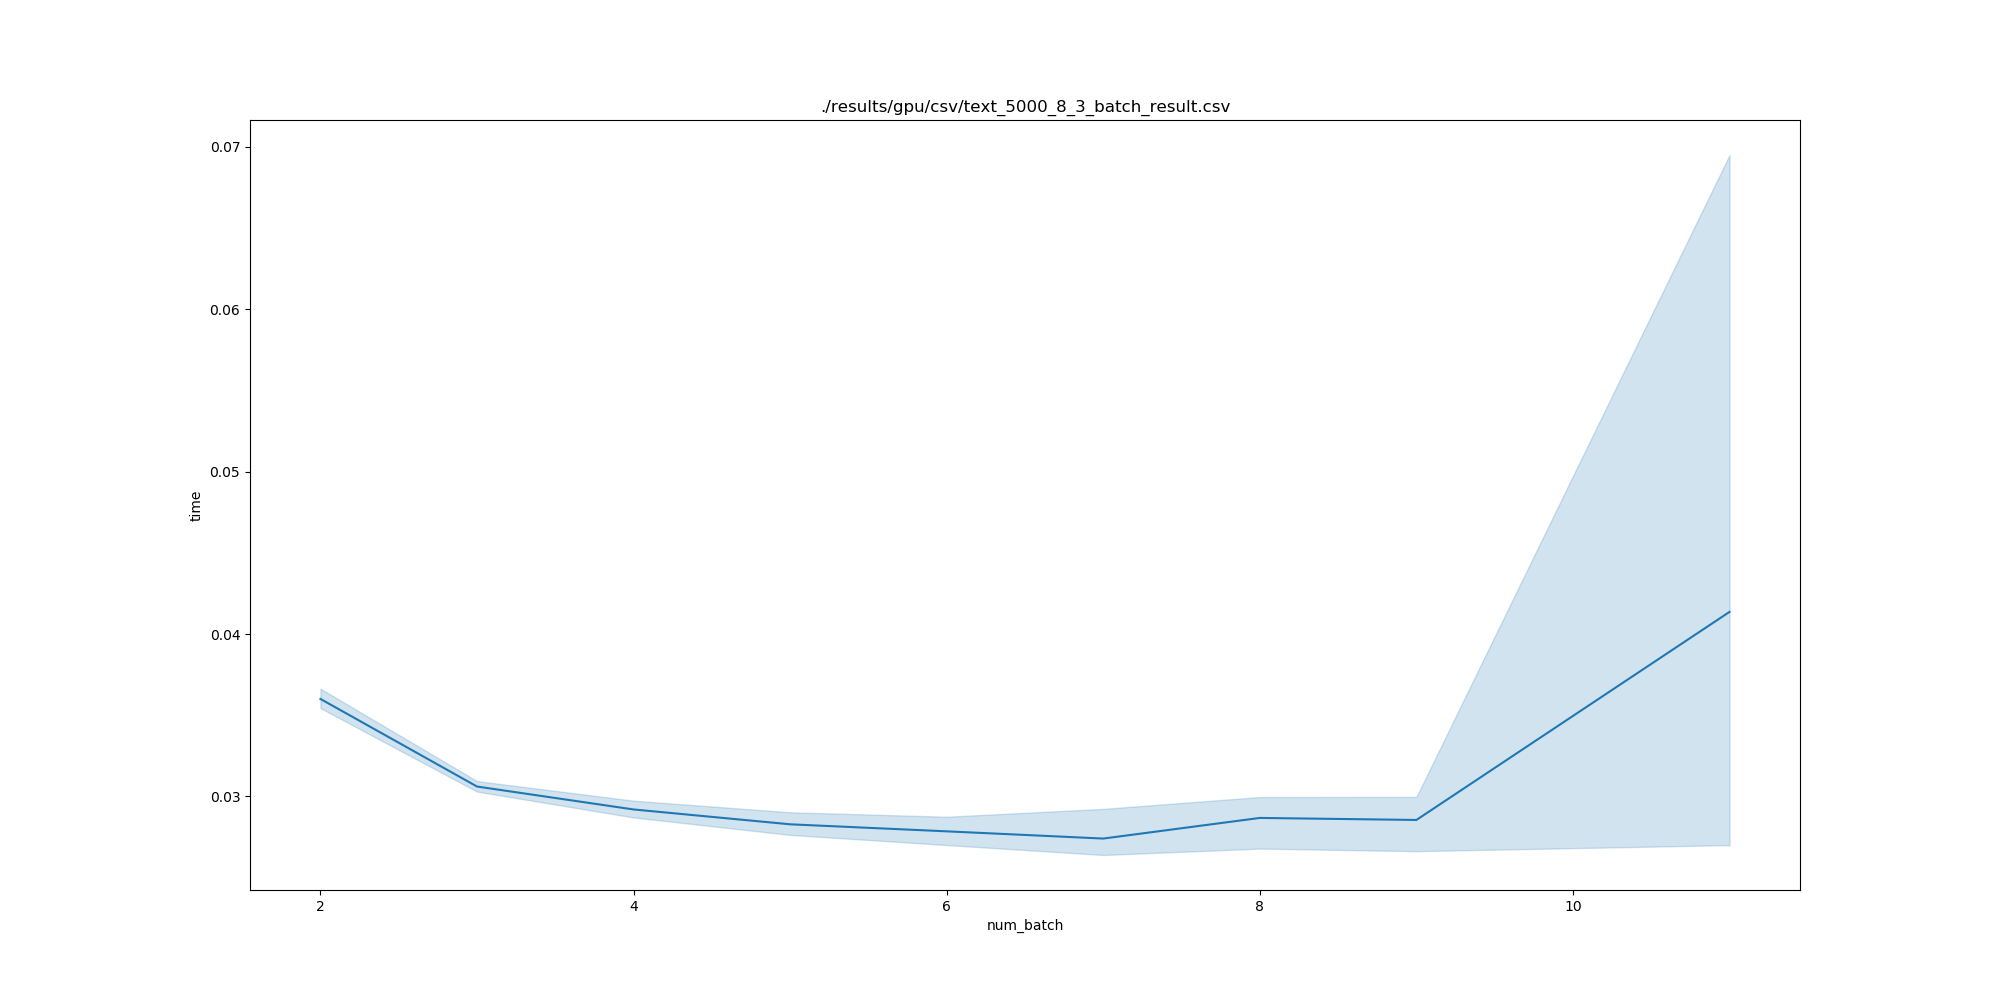 ./results/gpu/csv/text_5000_8_3_batch_result.csv
0.07
0.06
0.05
0.04
0.03
time
2 4 6 8 10
num_batch